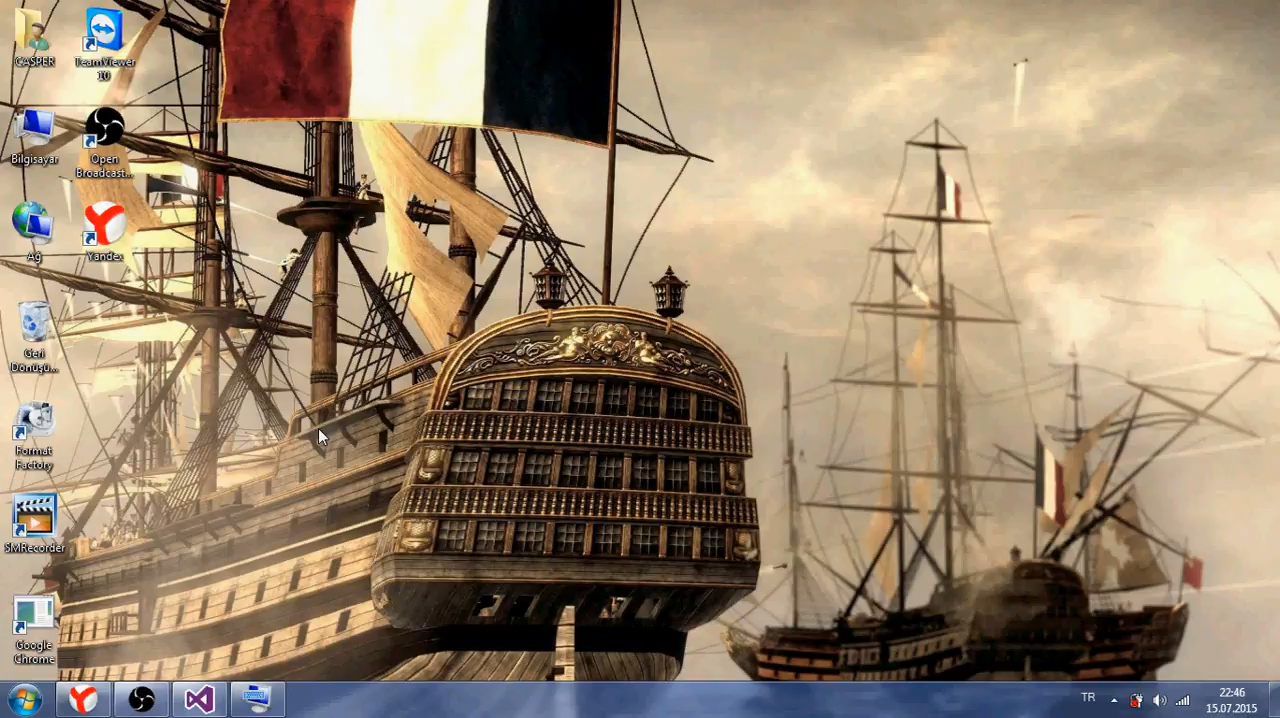 CASPER
TeamViewer
10
Bilgisayar
Open
Broadcast...
Ağ
Yandex
Geri
Dönüşü...
Format
Factory
SMRecorder
Google
Chrome
TR
22:46
15.07.2015